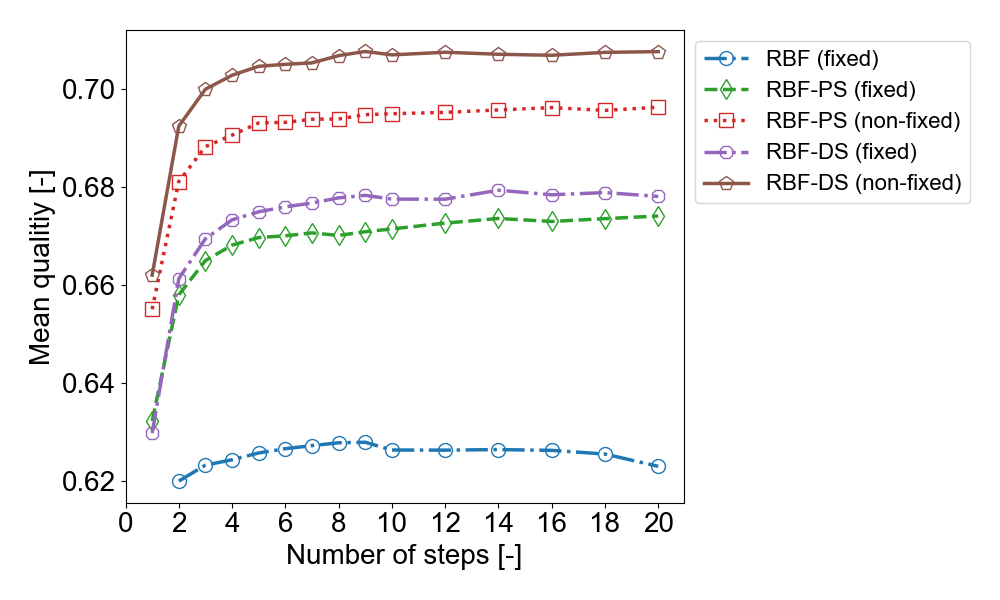 0.70
0.68
0.66
0.64
0.62
Mean qualitiy [-]
0 2 4 6 8 10 12 14 16 18 20
Number of steps [-]
RBF (fixed)
RBF-PS (fixed)
RBF-PS (non-fixed)
RBF-DS (fixed)
RBF-DS (non-fixed)